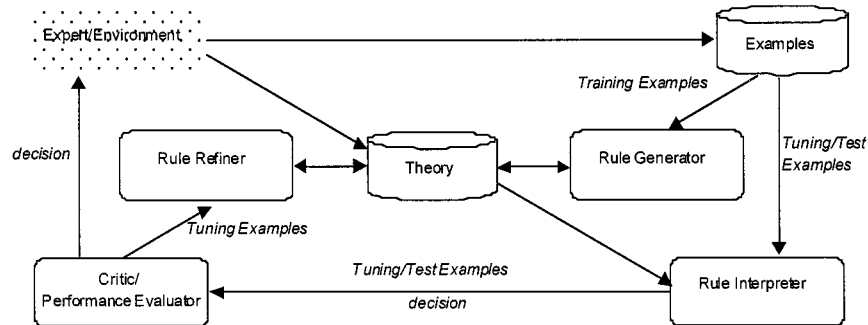 Expert/Environment
Examples
Training Examples
decision
Rule Refiner
Theory
Rule Generator
Tuning/Test
Examples
Tuning Examples
Critic/
Performance Evaluator
Tuning/Test Examples
decision
Rule Interpreter